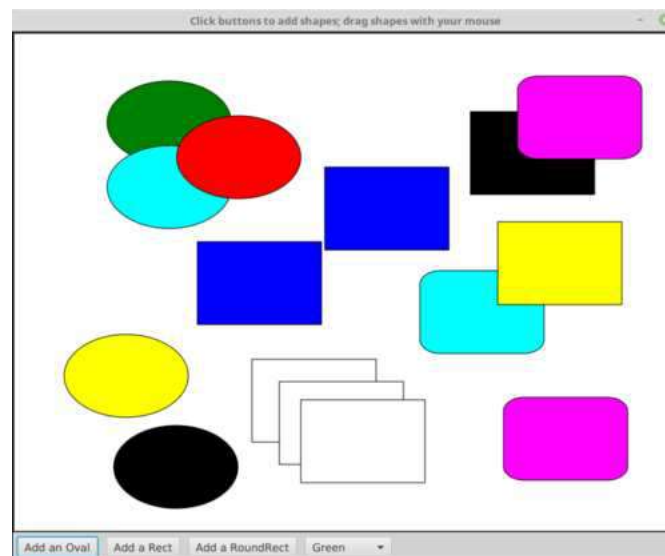 Click buttons to add shapes; drag shapes with your mouse
Add an Oval Add a Rect Add a RoundRect Green